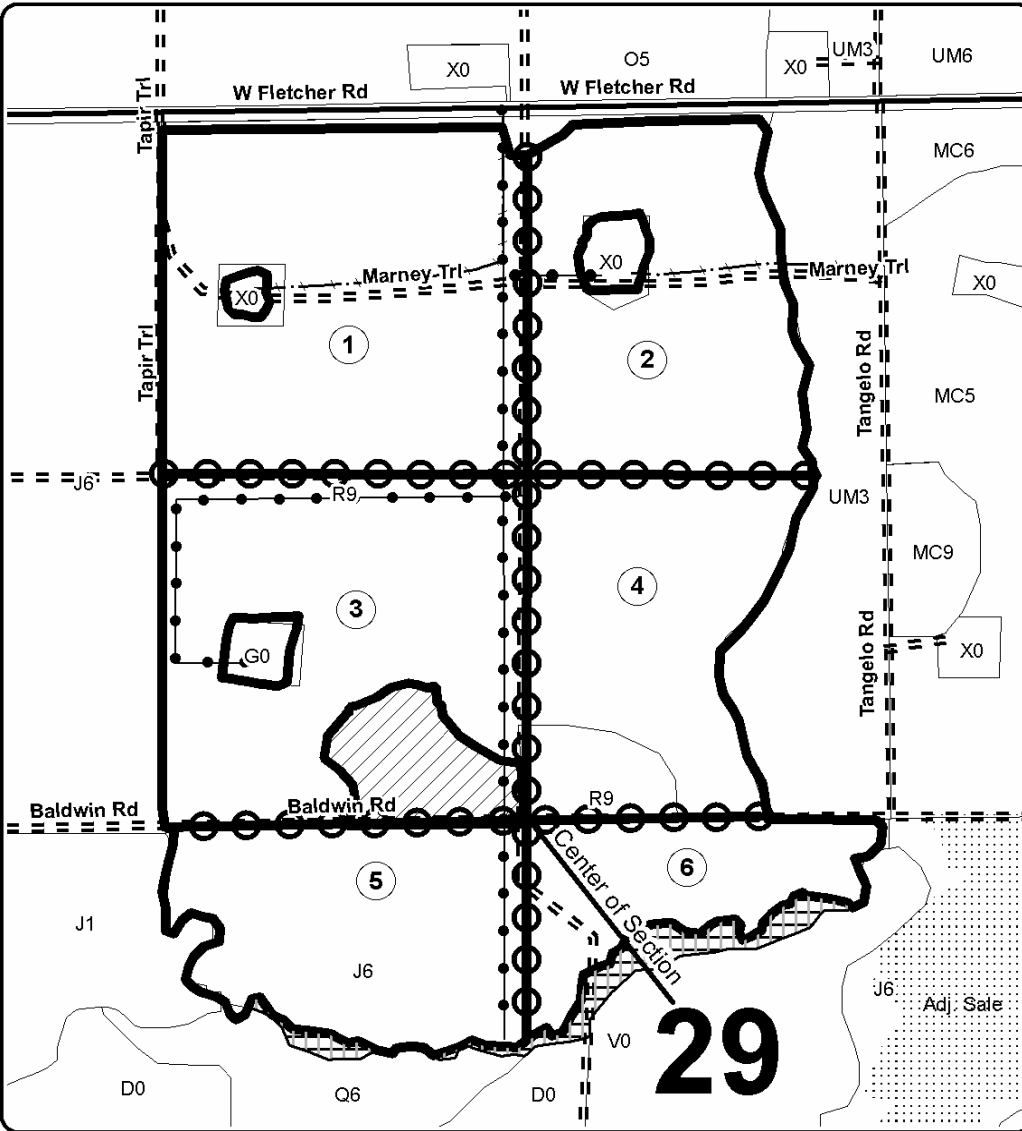 O5
UM3
UM6
X0
X0
W Fletcher Rd
W Fletcher Rd
Tapir Trl
MC6
X0
Marney Trl
Marney Trl
X0
X0
1
2
Tapir Trl
Tangelo Rd
MC5
J6
R9
UM3
MC9
4
3
Tangelo Rd
G0
X0
Baldwin Rd
Baldwin Rd
R9
5
6
Center of Section
J1
J6
J6
Adj. Sale
29
V0
D0
Q6
D0